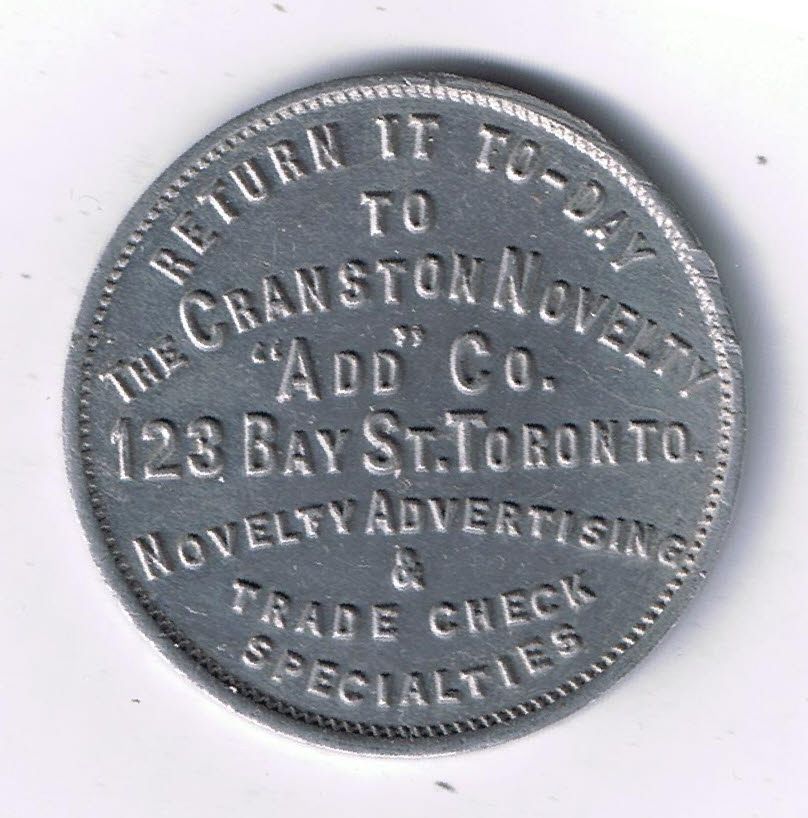 RETURN IT TO-DAY
TO
THE CRANSTON NOVELTY
"ADD" CO.
123 BAY ST. TORONTO.
NOVELTY ADVERTISING
&
TRADE CHECK
SPECIALTIES